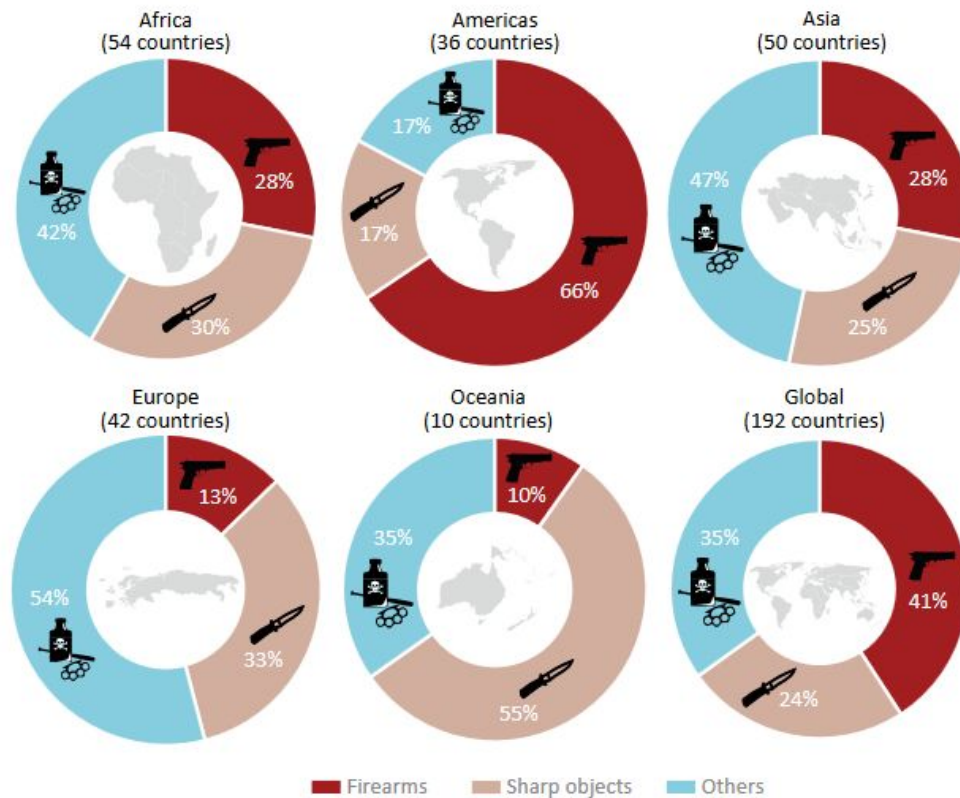 Africa
(54 countries)
28%
30%
42%
Americas
(36 countries)
66%
17%
17%
Asia
(50 countries)
28%
25%
47%
Europe
(42 countries)
13%
33%
54%
Oceania
(10 countries)
10%
55%
35%
Global
(192 countries)
41%
24%
35%
Firearms
Sharp objects
Others